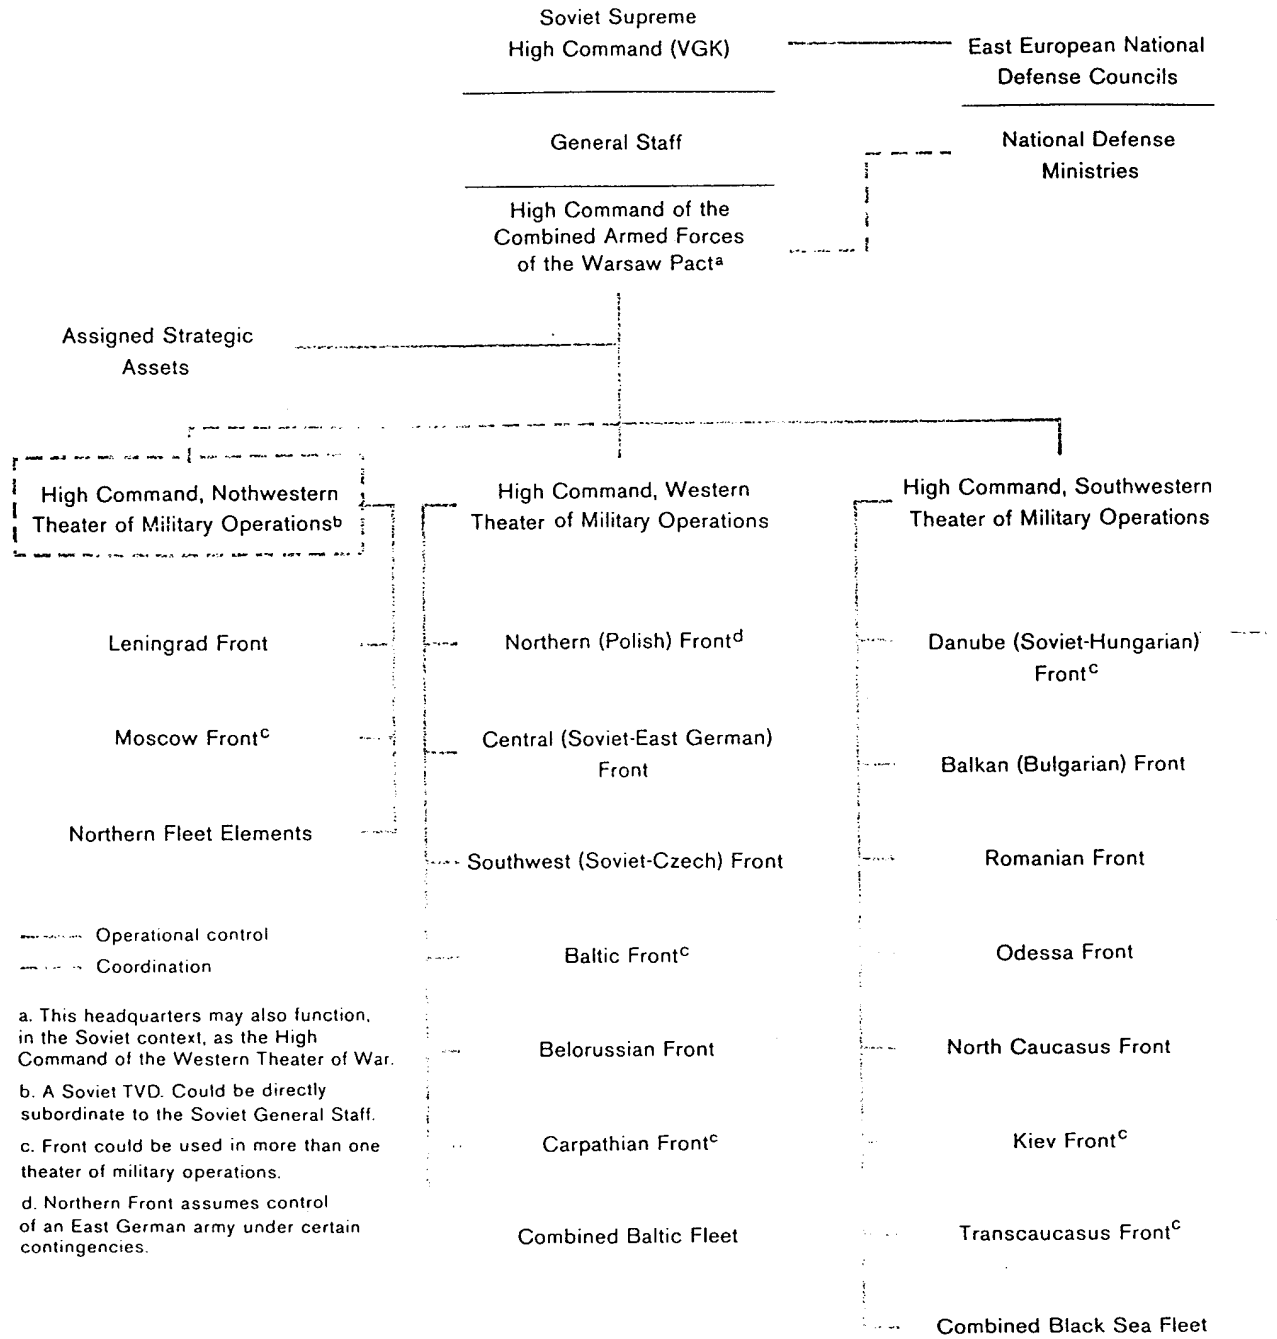 Soviet Supreme
High Command (VGK)
East European National
Defense Councils
General Staff
National Defense
Ministries
High Command of the
Combined Armed Forces
of the Warsaw Pactᵃ
Assigned Strategic
Assets
High Command, Nothwestern
Theater of Military Operationsᵇ
High Command, Western
Theater of Military Operations
High Command, Southwestern
Theater of Military Operations
Leningrad Front
Moscow Frontᶜ
Northern Fleet Elements
Northern (Polish) Frontᵈ
Central (Soviet-East German)
Front
Southwest (Soviet-Czech) Front
Baltic Frontᶜ
Belorussian Front
Carpathian Frontᶜ
Combined Baltic Fleet
Danube (Soviet-Hungarian)
Frontᶜ
Balkan (Bulgarian) Front
Romanian Front
Odessa Front
North Caucasus Front
Kiev Frontᶜ
Transcaucasus Frontᶜ
Combined Black Sea Fleet
Operational control
Coordination
a. This headquarters may also function,
in the Soviet context, as the High
Command of the Western Theater of War.
b. A Soviet TVD. Could be directly
subordinate to the Soviet General Staff.
c. Front could be used in more than one
theater of military operations.
d. Northern Front assumes control
of an East German army under certain
contingencies.